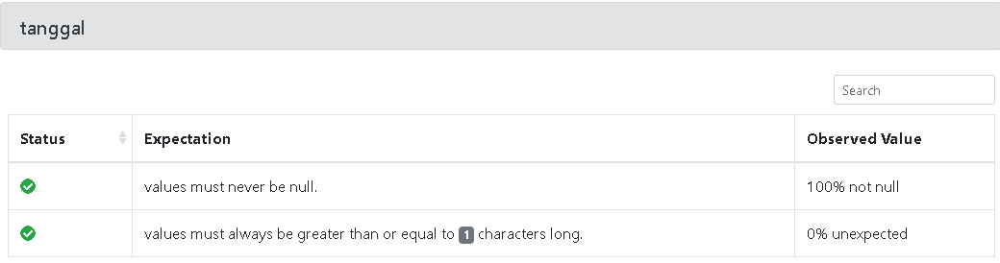 tanggal
Search
Status Expectation Observed Value
values must never be null. 100% not null
values must always be greater than or equal to 1 characters long. 0% unexpected